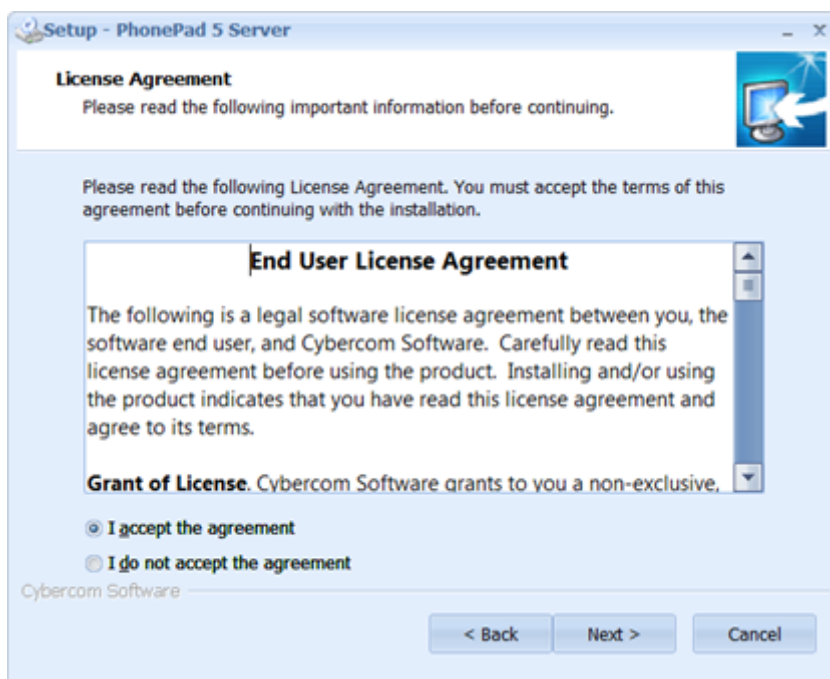 Setup - PhonePad 5 Server
License Agreement
Please read the following important information before continuing.
Please read the following License Agreement. You must accept the terms of this
agreement before continuing with the installation.
End User License Agreement
The following is a legal software license agreement between you, the
software end user, and Cybercom Software.  Carefully read this
license agreement before using the product.  Installing and/or using
the product indicates that you have read this license agreement and
agree to its terms.
Grant of License. Cybercom Software grants to you a non-exclusive,
I accept the agreement
I do not accept the agreement
Cybercom Software
< Back
Next >
Cancel